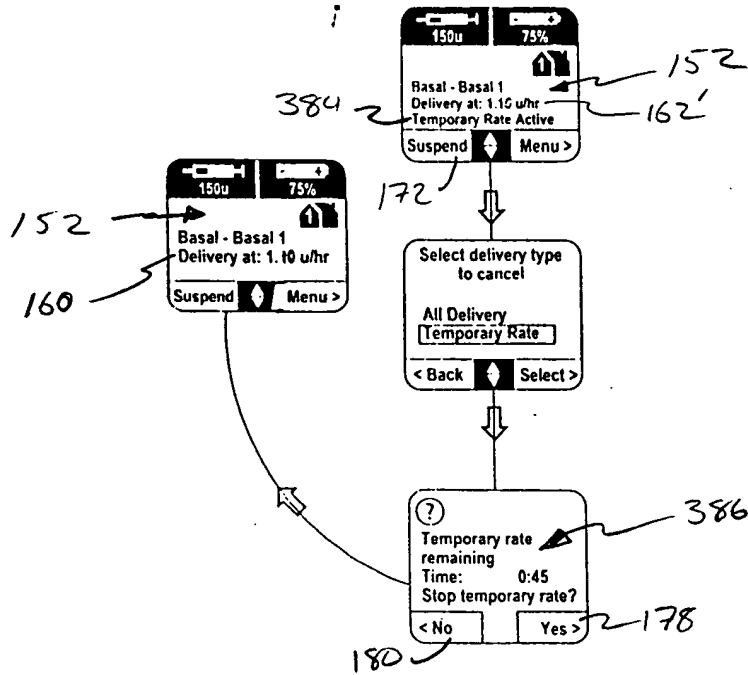 150u 75%
1
Basal - Basal 1
Delivery at: 1.15 u/hr
Temporary Rate Active
Suspend Menu >
152
384
162'
172
150u 75%
1
Basal - Basal 1
Delivery at: 1.10 u/hr
Suspend Menu >
152
160
Select delivery type
to cancel
All Delivery
Temporary Rate
< Back Select >
?
Temporary rate
remaining
Time: 0:45
Stop temporary rate?
< No Yes >
386
178
180